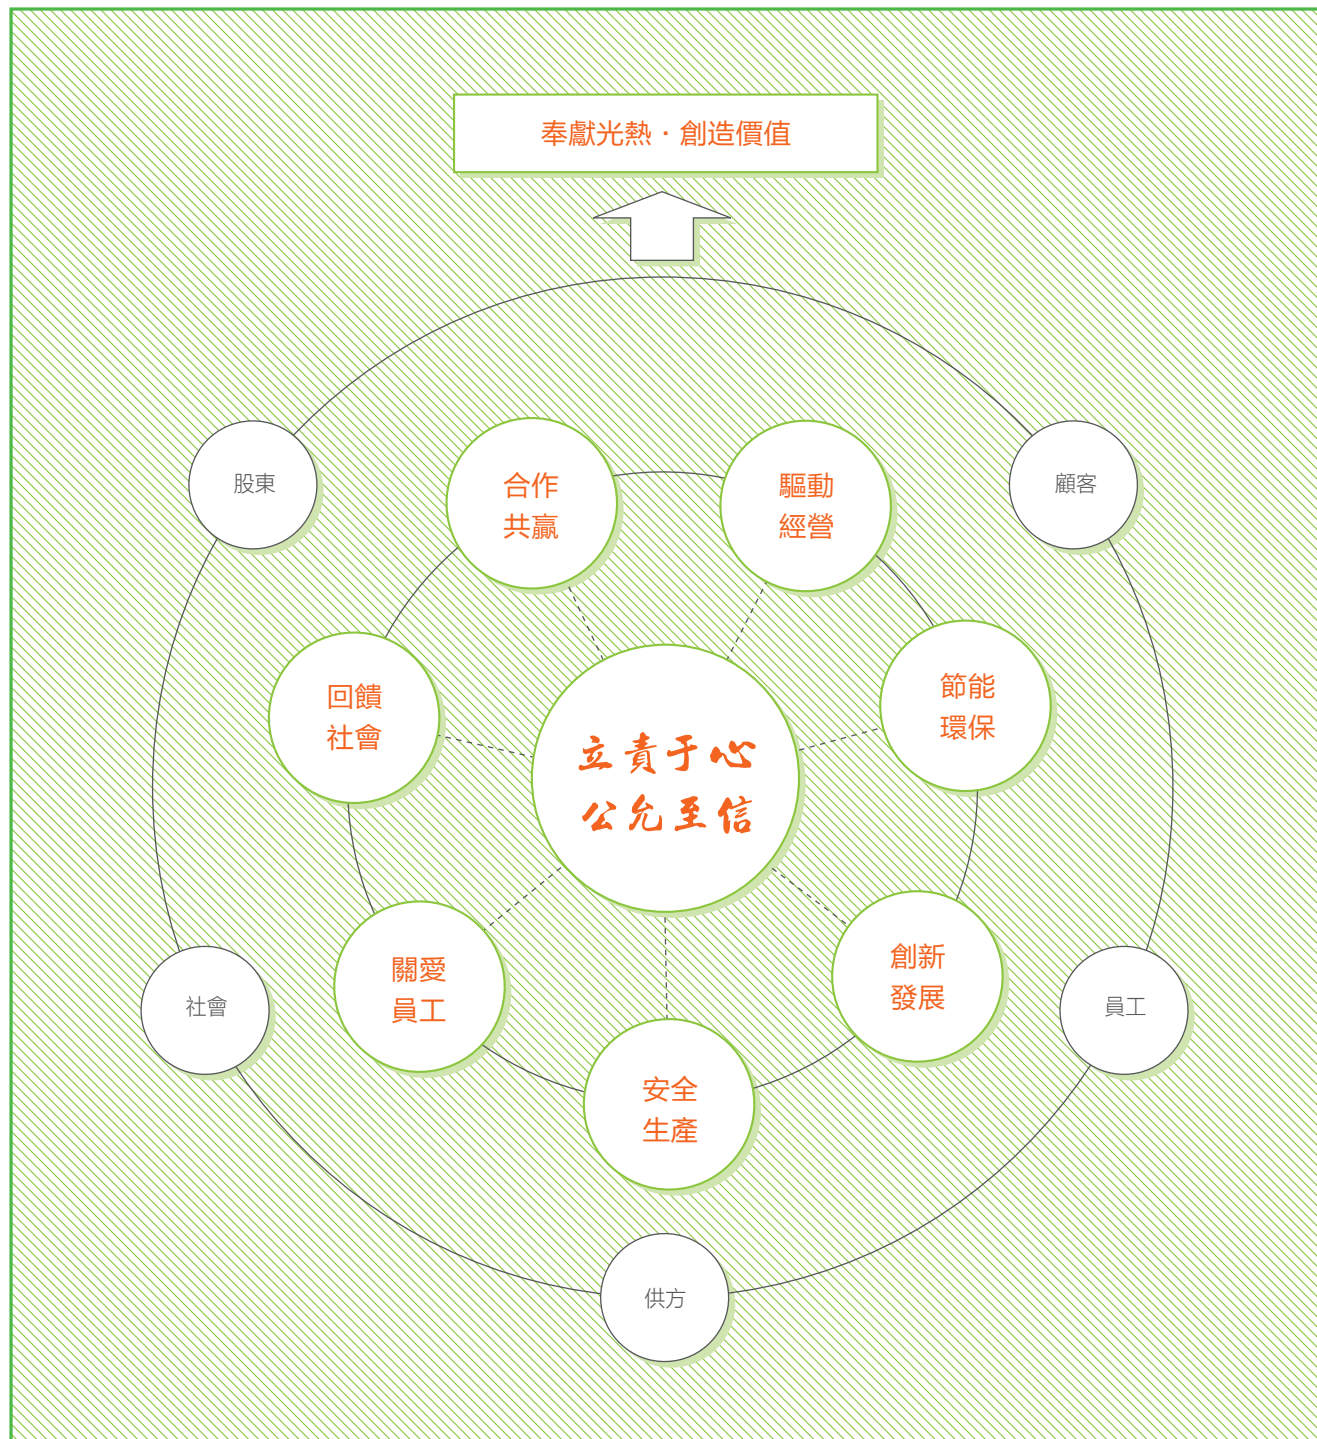 奉獻光熱·創造價值
股東
顧客
合作
共贏
驅動
經營
回饋
社會
節能
環保
立責于心
公允至信
關愛
員工
創新
發展
社會
員工
安全
生產
供方